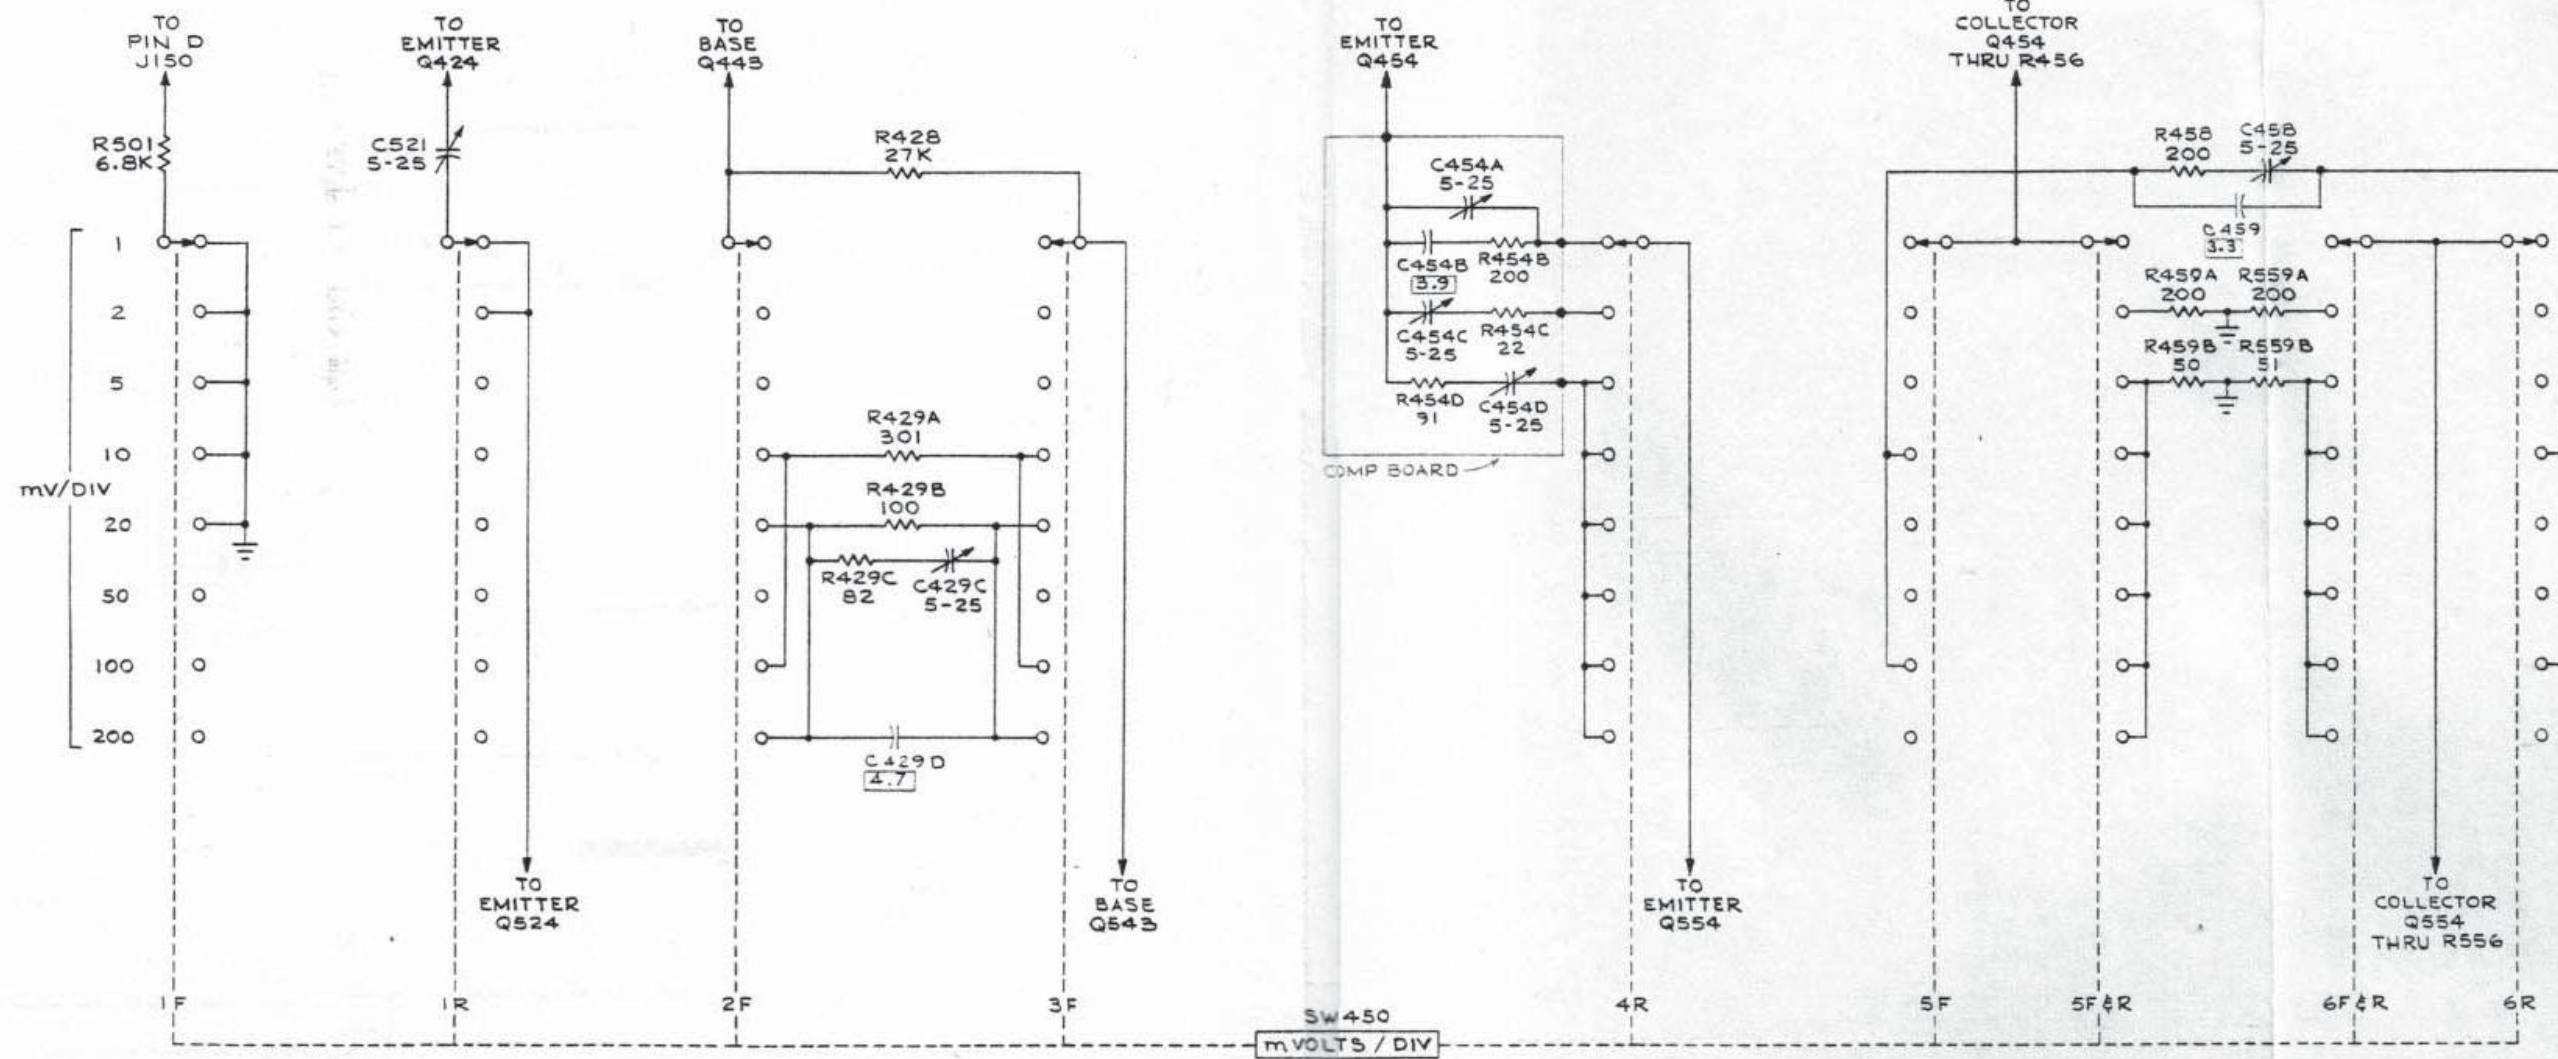 TO
PIN D
J150
TO
EMITTER
Q424
TO
BASE
Q443
TO
EMITTER
Q454
TO
COLLECTOR
Q454
THRU R456
R501
6.8K
C521
5-25
R428
27K
C454A
5-25
R458
200
C458
5-25
C459
3.3
mV/DIV
1
2
5
10
20
50
100
200
C454B
3.9
R454B
200
C454C
5-25
R454C
22
R454D
91
C454D
5-25
COMP BOARD
R459A
200
R559A
200
R459B
50
R559B
51
R429A
301
R429B
100
R429C
82
C429C
5-25
C429D
4.7
TO
EMITTER
Q524
TO
BASE
Q543
TO
EMITTER
Q554
TO
COLLECTOR
Q554
THRU R556
1F
1R
2F
3F
4R
5F
5F&R
6F&R
6R
SW450
mVOLTS / DIV